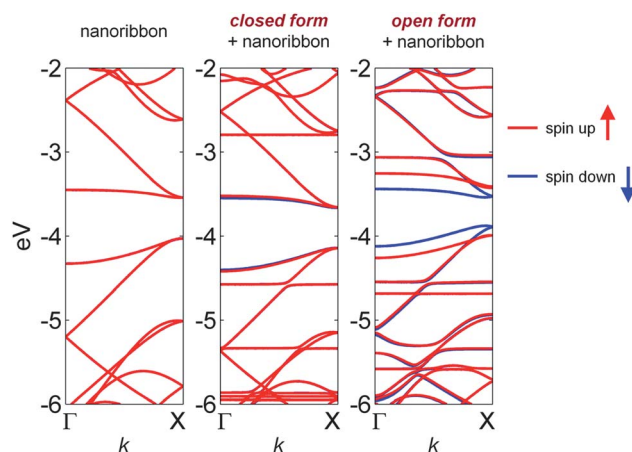 nanoribbon
closed form
+ nanoribbon
open form
+ nanoribbon
eV
-2
-3
-4
-5
-6
Γ
X
k
-2
-3
-4
-5
-6
Γ
X
k
-2
-3
-4
-5
-6
Γ
X
k
spin up
spin down